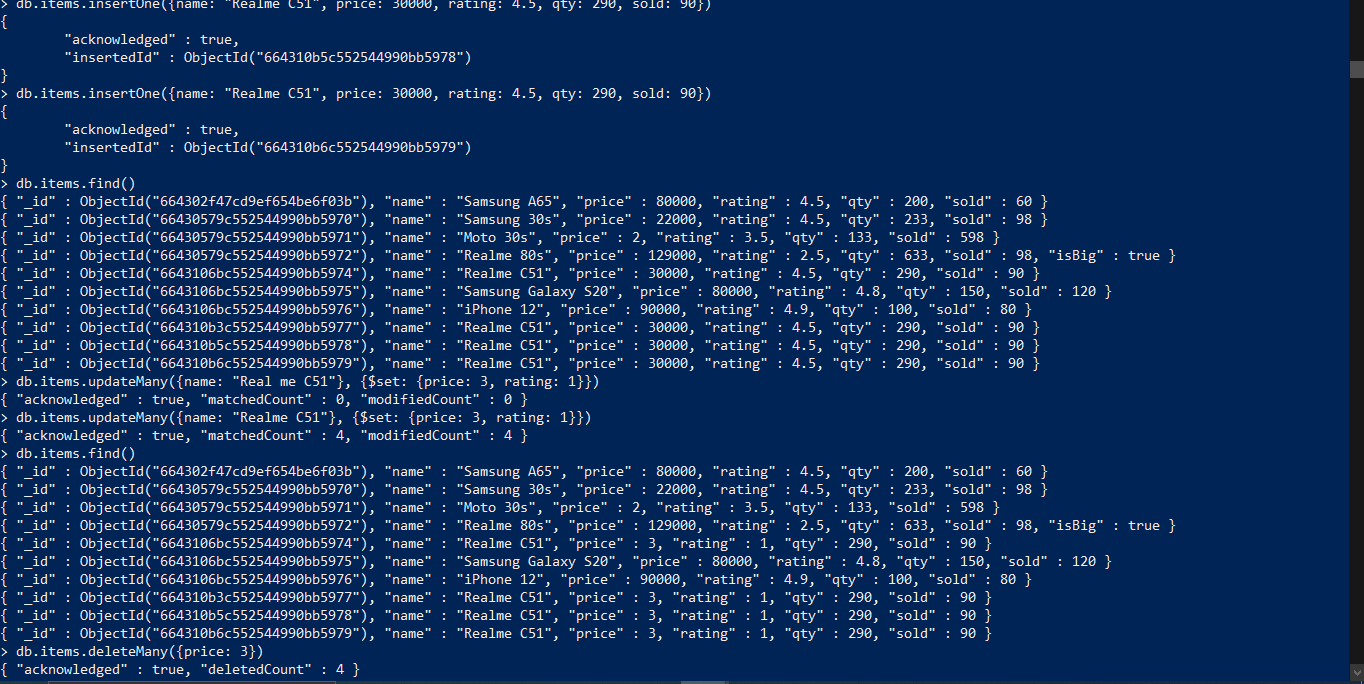 > db.items.insertOne({name: "Realme C51", price: 30000, rating: 4.5, qty: 290, sold: 90})
{
        "acknowledged" : true,
        "insertedId" : ObjectId("664310b5c552544990bb5978")
}
> db.items.insertOne({name: "Realme C51", price: 30000, rating: 4.5, qty: 290, sold: 90})
{
        "acknowledged" : true,
        "insertedId" : ObjectId("664310b6c552544990bb5979")
}
> db.items.find()
{ "_id" : ObjectId("664302f47cd9ef654be6f03b"), "name" : "Samsung A65", "price" : 80000, "rating" : 4.5, "qty" : 200, "sold" : 60 }
{ "_id" : ObjectId("66430579c552544990bb5970"), "name" : "Samsung 30s", "price" : 22000, "rating" : 4.5, "qty" : 233, "sold" : 98 }
{ "_id" : ObjectId("66430579c552544990bb5971"), "name" : "Moto 30s", "price" : 2, "rating" : 3.5, "qty" : 133, "sold" : 598 }
{ "_id" : ObjectId("66430579c552544990bb5972"), "name" : "Realme 80s", "price" : 129000, "rating" : 2.5, "qty" : 633, "sold" : 98, "isBig" : true }
{ "_id" : ObjectId("6643106bc552544990bb5974"), "name" : "Realme C51", "price" : 30000, "rating" : 4.5, "qty" : 290, "sold" : 90 }
{ "_id" : ObjectId("6643106bc552544990bb5975"), "name" : "Samsung Galaxy S20", "price" : 80000, "rating" : 4.8, "qty" : 150, "sold" : 120 }
{ "_id" : ObjectId("6643106bc552544990bb5976"), "name" : "iPhone 12", "price" : 90000, "rating" : 4.9, "qty" : 100, "sold" : 80 }
{ "_id" : ObjectId("664310b3c552544990bb5977"), "name" : "Realme C51", "price" : 30000, "rating" : 4.5, "qty" : 290, "sold" : 90 }
{ "_id" : ObjectId("664310b5c552544990bb5978"), "name" : "Realme C51", "price" : 30000, "rating" : 4.5, "qty" : 290, "sold" : 90 }
{ "_id" : ObjectId("664310b6c552544990bb5979"), "name" : "Realme C51", "price" : 30000, "rating" : 4.5, "qty" : 290, "sold" : 90 }
> db.items.updateMany({name: "Real me C51"}, {$set: {price: 3, rating: 1}})
{ "acknowledged" : true, "matchedCount" : 0, "modifiedCount" : 0 }
> db.items.updateMany({name: "Realme C51"}, {$set: {price: 3, rating: 1}})
{ "acknowledged" : true, "matchedCount" : 4, "modifiedCount" : 4 }
> db.items.find()
{ "_id" : ObjectId("664302f47cd9ef654be6f03b"), "name" : "Samsung A65", "price" : 80000, "rating" : 4.5, "qty" : 200, "sold" : 60 }
{ "_id" : ObjectId("66430579c552544990bb5970"), "name" : "Samsung 30s", "price" : 22000, "rating" : 4.5, "qty" : 233, "sold" : 98 }
{ "_id" : ObjectId("66430579c552544990bb5971"), "name" : "Moto 30s", "price" : 2, "rating" : 3.5, "qty" : 133, "sold" : 598 }
{ "_id" : ObjectId("66430579c552544990bb5972"), "name" : "Realme 80s", "price" : 129000, "rating" : 2.5, "qty" : 633, "sold" : 98, "isBig" : true }
{ "_id" : ObjectId("6643106bc552544990bb5974"), "name" : "Realme C51", "price" : 3, "rating" : 1, "qty" : 290, "sold" : 90 }
{ "_id" : ObjectId("6643106bc552544990bb5975"), "name" : "Samsung Galaxy S20", "price" : 80000, "rating" : 4.8, "qty" : 150, "sold" : 120 }
{ "_id" : ObjectId("6643106bc552544990bb5976"), "name" : "iPhone 12", "price" : 90000, "rating" : 4.9, "qty" : 100, "sold" : 80 }
{ "_id" : ObjectId("664310b3c552544990bb5977"), "name" : "Realme C51", "price" : 3, "rating" : 1, "qty" : 290, "sold" : 90 }
{ "_id" : ObjectId("664310b5c552544990bb5978"), "name" : "Realme C51", "price" : 3, "rating" : 1, "qty" : 290, "sold" : 90 }
{ "_id" : ObjectId("664310b6c552544990bb5979"), "name" : "Realme C51", "price" : 3, "rating" : 1, "qty" : 290, "sold" : 90 }
> db.items.deleteMany({price: 3})
{ "acknowledged" : true, "deletedCount" : 4 }